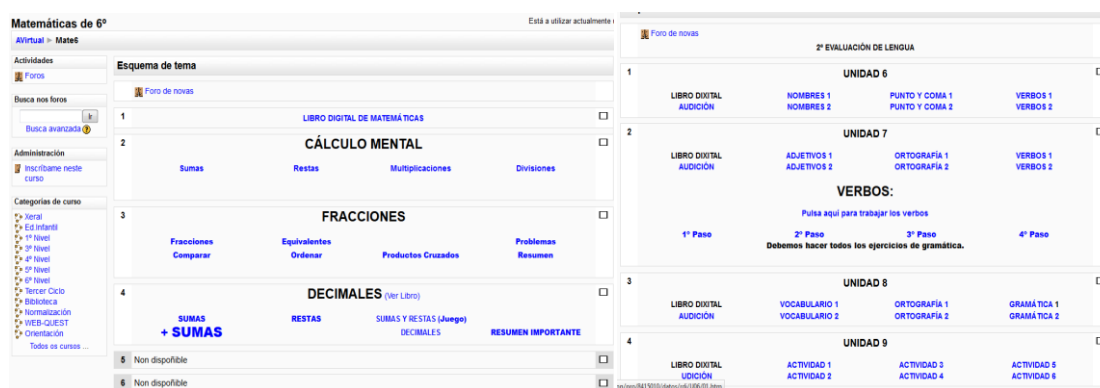 Matemáticas de 6º
Está a utilizar actualmente
AVirtual ► Mate6
Actividades
Foros
Busca nos foros
Ir
Busca avanzada
Administración
Inscríbame neste
curso
Categorías de curso
Xeral
Ed.Infantil
1º Nivel
3º Nivel
4º Nivel
5º Nivel
6º Nivel
Tercer Ciclo
Biblioteca
Normalización
WEB-QUEST
Orientación
Todos os cursos ...
Esquema de tema
Foro de novas
1 LIBRO DIGITAL DE MATEMÁTICAS
2 CÁLCULO MENTAL
Sumas Restas Multiplicaciones Divisiones
3 FRACCIONES
Fracciones Equivalentes Problemas
Comparar Ordenar Productos Cruzados Resumen
4 DECIMALES (Ver Libro)
SUMAS RESTAS SUMAS Y RESTAS (Juego)
+ SUMAS DECIMALES RESUMEN IMPORTANTE
5 Non dispoñible
6 Non dispoñible
Foro de novas
2ª EVALUACIÓN DE LENGUA
1 UNIDAD 6
LIBRO DIXITAL NOMBRES 1 PUNTO Y COMA 1 VERBOS 1
AUDICIÓN NOMBRES 2 PUNTO Y COMA 2 VERBOS 2
2 UNIDAD 7
LIBRO DIXITAL ADJETIVOS 1 ORTOGRAFÍA 1 VERBOS 1
AUDICIÓN ADJETIVOS 2 ORTOGRAFÍA 2 VERBOS 2
VERBOS:
Pulsa aquí para trabajar los verbos
1º Paso 2º Paso 3º Paso 4º Paso
Debemos hacer todos los ejercicios de gramática.
3 UNIDAD 8
LIBRO DIXITAL VOCABULARIO 1 ORTOGRAFÍA 1 GRAMÁTICA 1
AUDICIÓN VOCABULARIO 2 ORTOGRAFÍA 2 GRAMÁTICA 2
4 UNIDAD 9
LIBRO DIXITAL ACTIVIDAD 1 ACTIVIDAD 3 ACTIVIDAD 5
UDICIÓN ACTIVIDAD 2 ACTIVIDAD 4 ACTIVIDAD 6